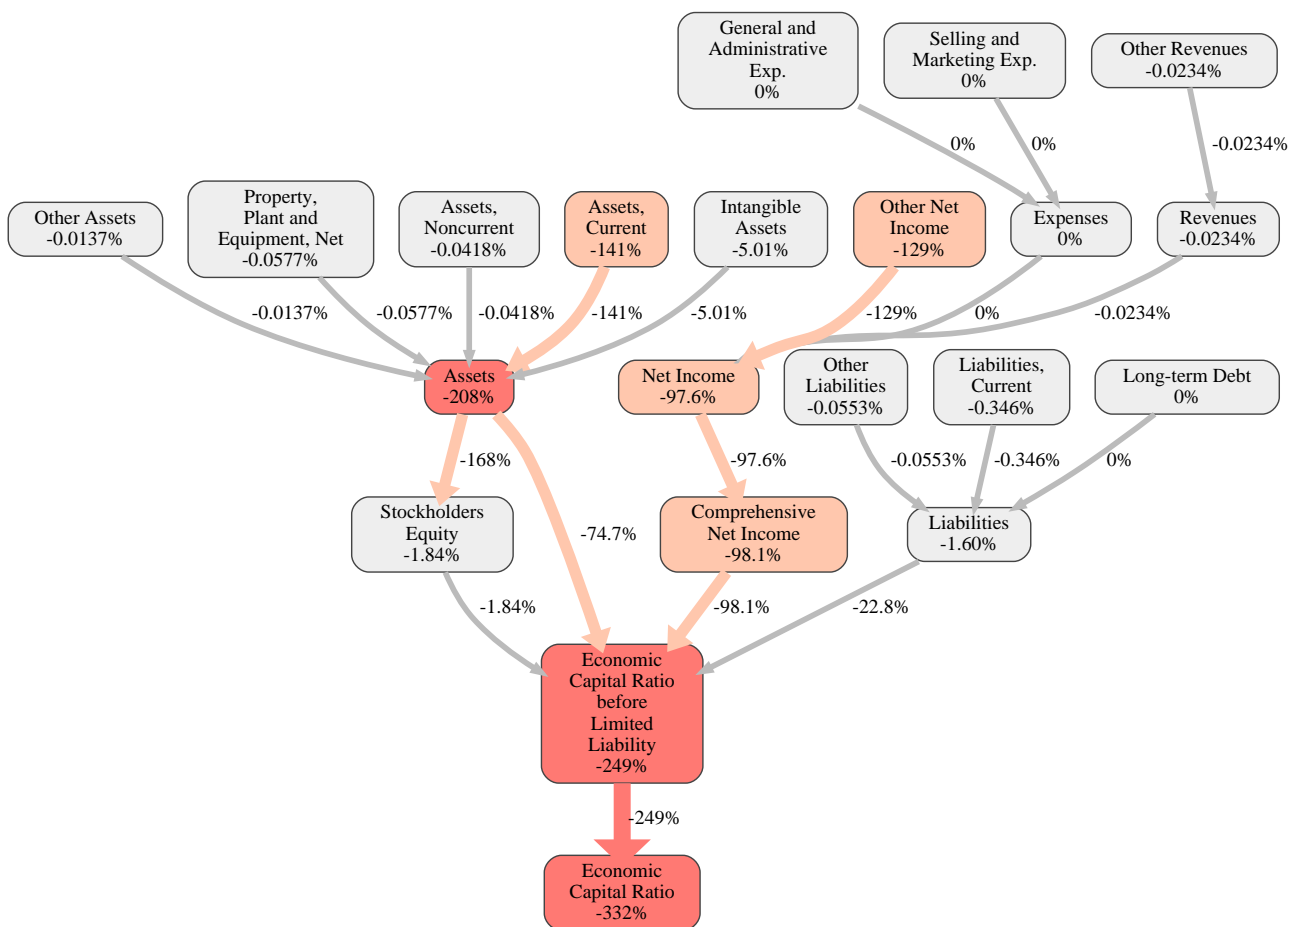 General and
Administrative
Exp.
0%
Selling and
Marketing Exp.
0%
Other Revenues
-0.0234%
0%
0%
-0.0234%
Other Assets
-0.0137%
Property,
Plant and
Equipment, Net
-0.0577%
Assets,
Noncurrent
-0.0418%
Assets,
Current
-141%
Intangible
Assets
-5.01%
Other Net
Income
-129%
Expenses
0%
Revenues
-0.0234%
-0.0137%
-0.0577%
-0.0418%
-141%
-5.01%
-129%
0%
-0.0234%
Assets
-208%
Net Income
-97.6%
Other
Liabilities
-0.0553%
Liabilities,
Current
-0.346%
Long-term Debt
0%
-168%
-74.7%
-97.6%
-0.0553%
-0.346%
0%
Stockholders
Equity
-1.84%
Comprehensive
Net Income
-98.1%
Liabilities
-1.60%
-1.84%
-98.1%
-22.8%
Economic
Capital Ratio
before
Limited
Liability
-249%
-249%
Economic
Capital Ratio
-332%